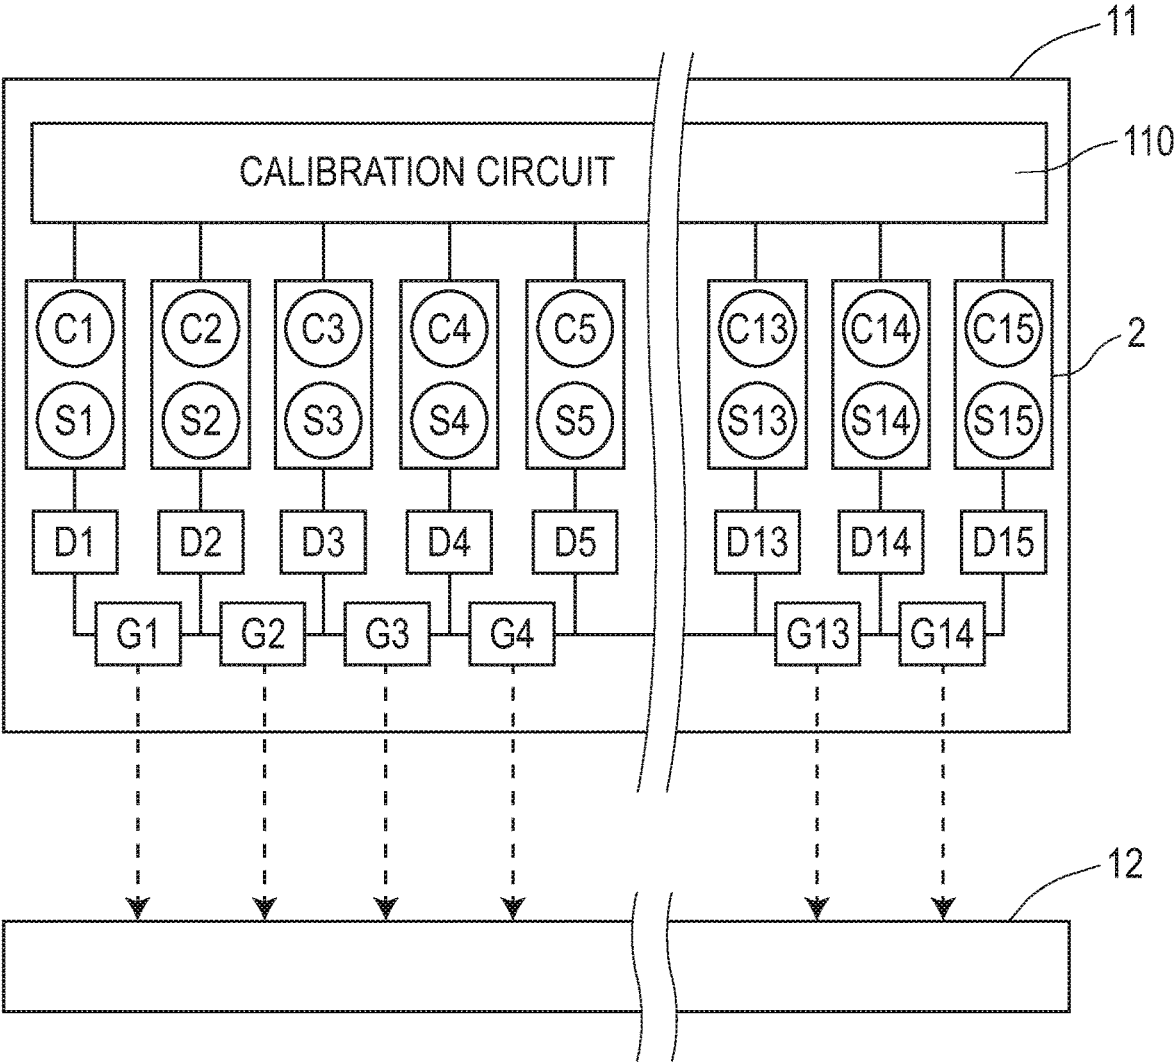 11
CALIBRATION CIRCUIT
110
C1 C2 C3 C4 C5 C13 C14 C15
2
S1 S2 S3 S4 S5 S13 S14 S15
D1 D2 D3 D4 D5 D13 D14 D15
G1 G2 G3 G4 G13 G14
12